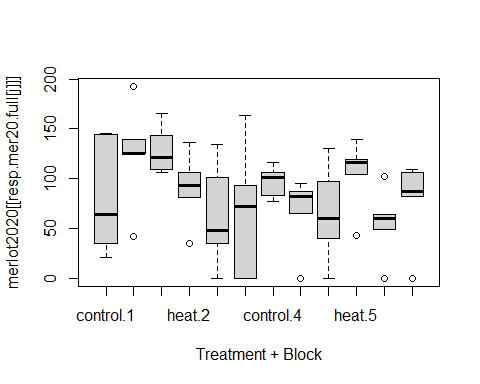 merlot2020[[resp.mer20.full[j]]]
200
150
100
50
0
control.1 heat.2 control.4 heat.5
Treatment + Block